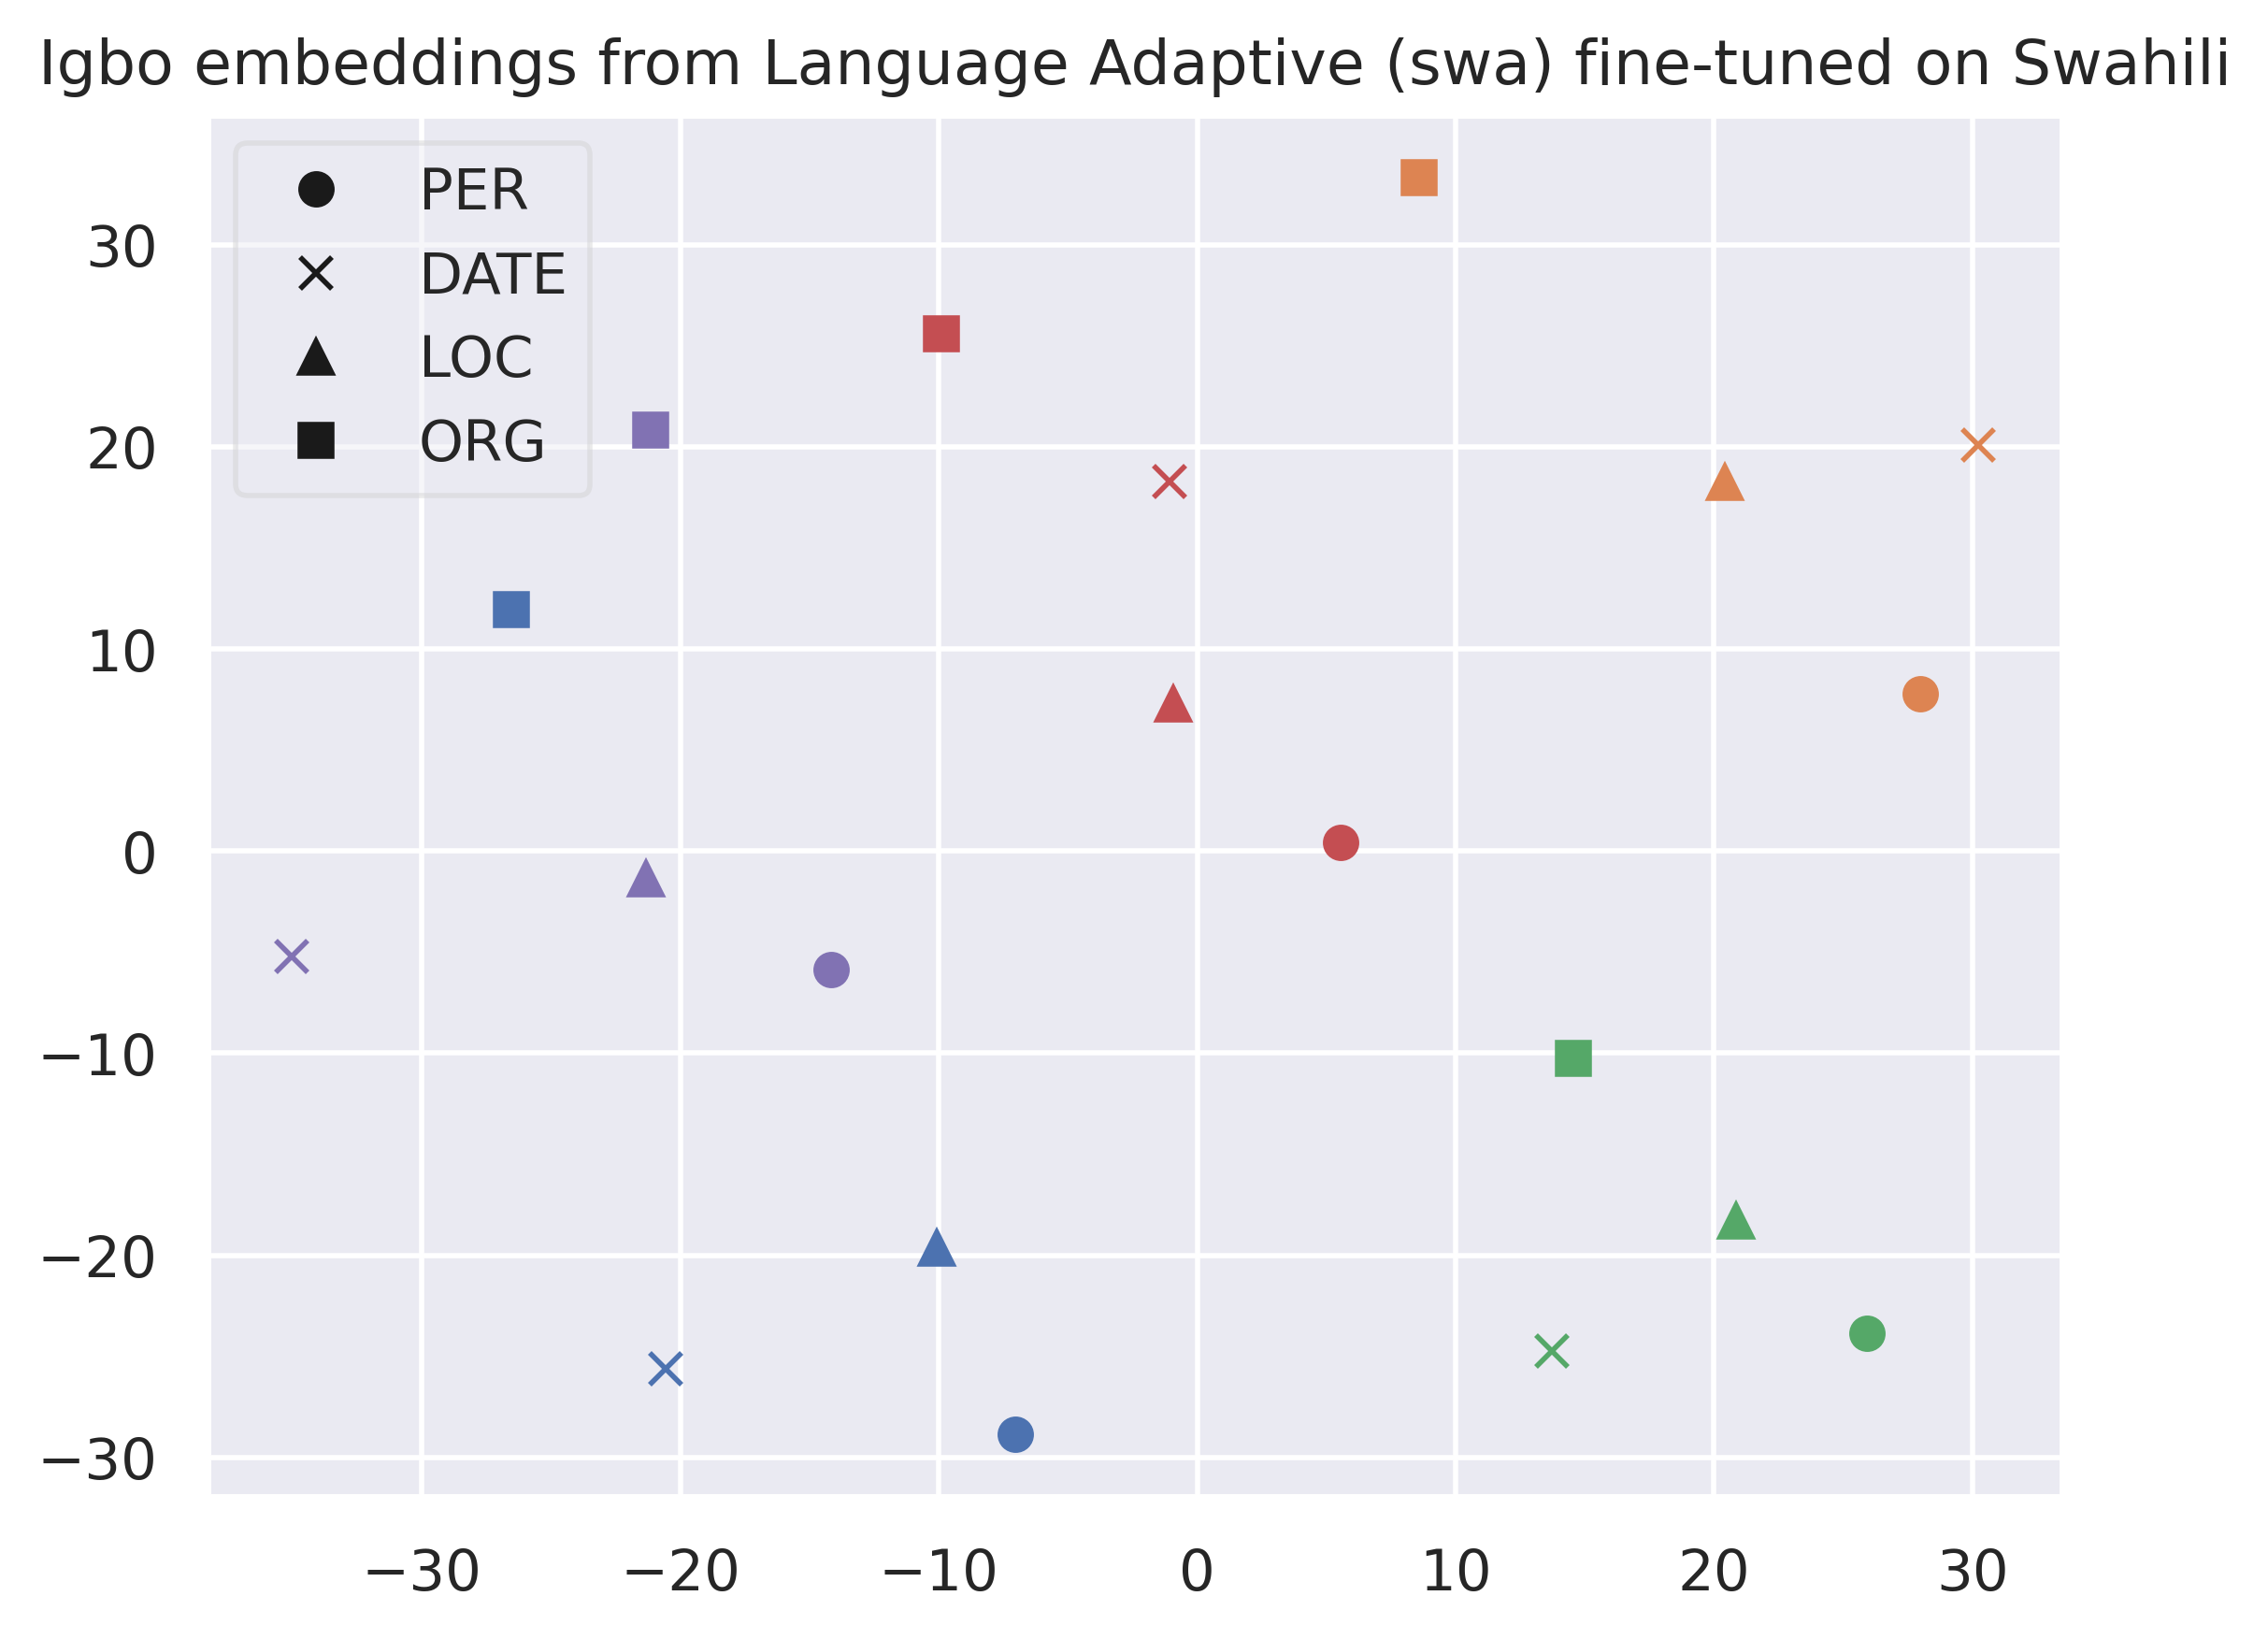 Igbo embeddings from Language Adaptive (swa) fine-tuned on Swahili
PER
DATE
LOC
ORG
30
20
10
0
−10
−20
−30
−30 −20 −10 0 10 20 30